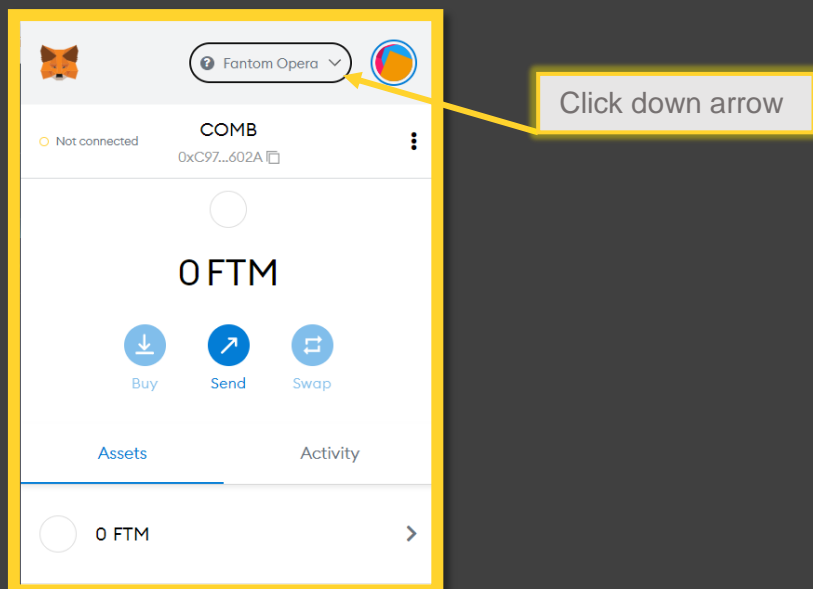 Fantom Opera
Click down arrow
Not connected
COMB
0xC97...602A
0 FTM
Buy
Send
Swap
Assets
Activity
0 FTM